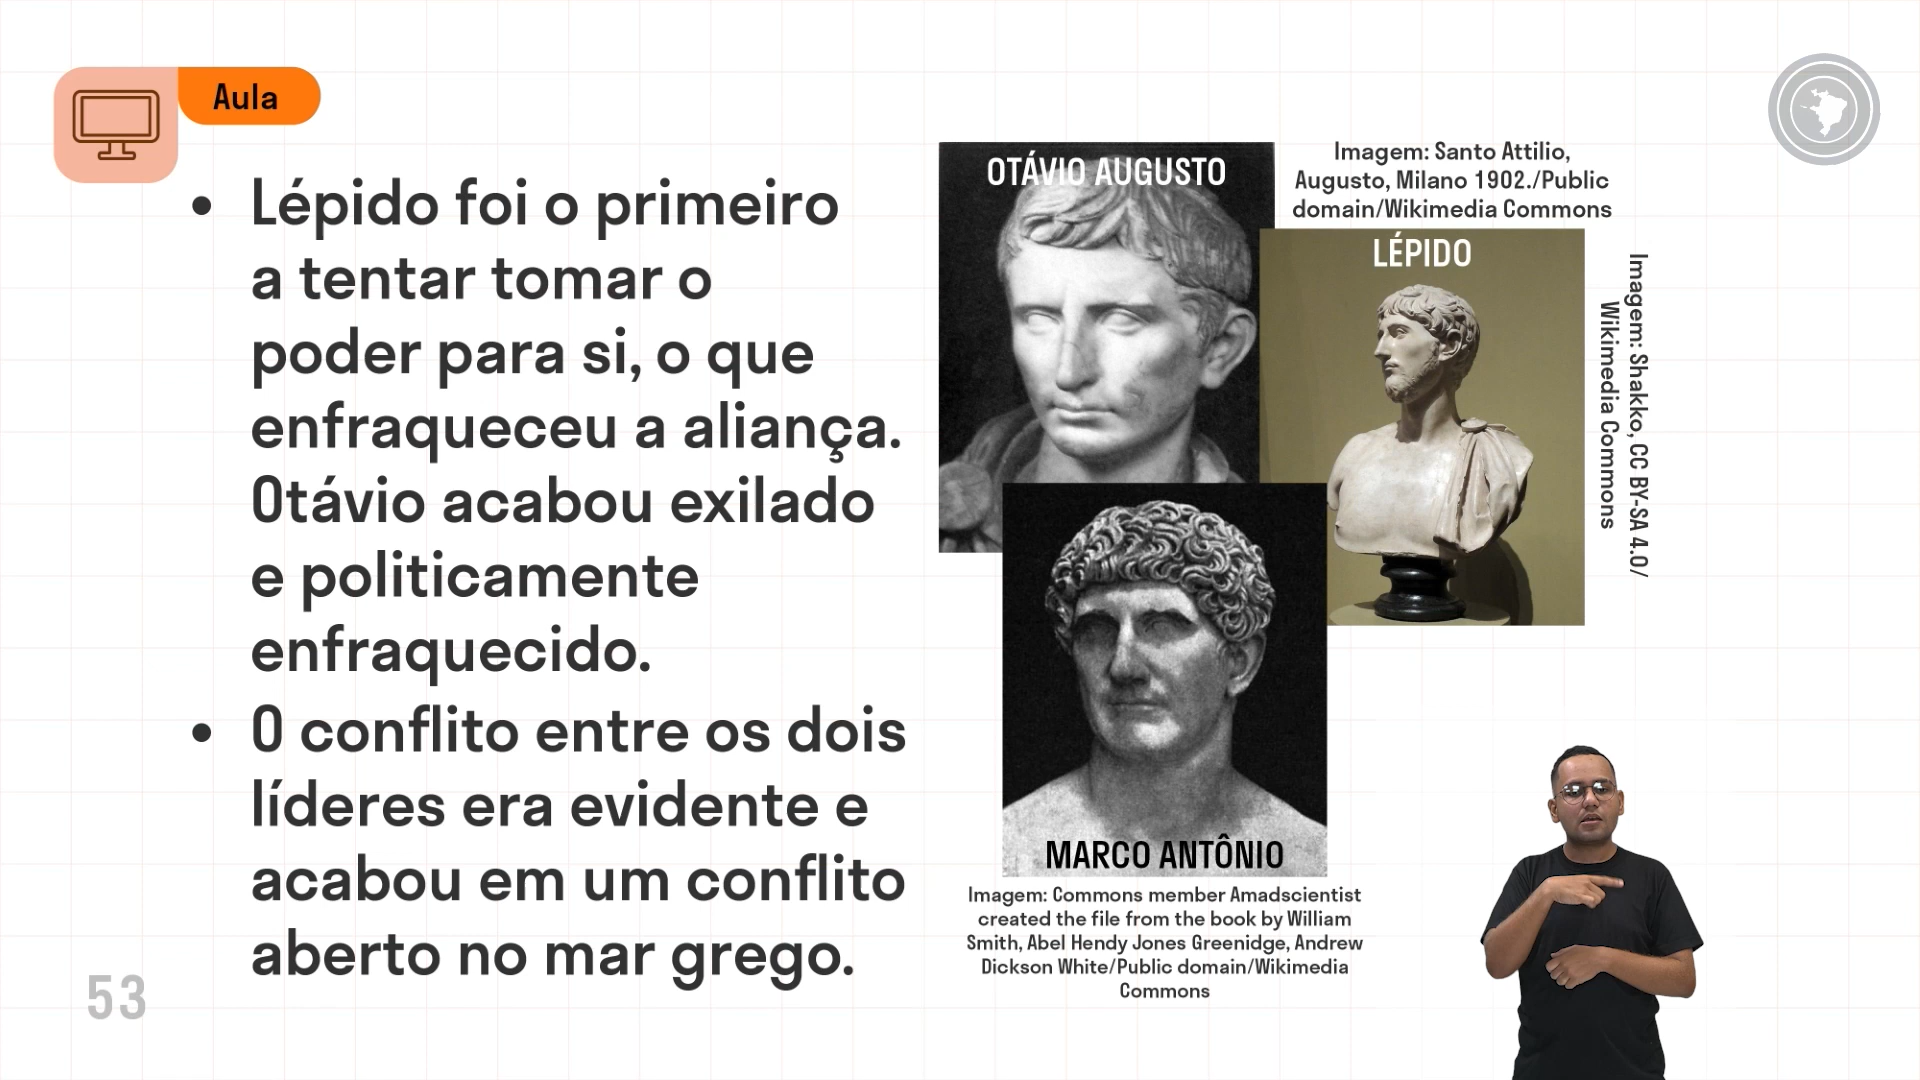 Aula
• Lépido foi o primeiro
a tentar tomar o
poder para si, o que
enfraqueceu a aliança.
Otávio acabou exilado
e politicamente
enfraquecido.
• O conflito entre os dois
líderes era evidente e
acabou em um conflito
aberto no mar grego.
53
OTÁVIO AUGUSTO
Imagem: Santo Attilio,
Augusto, Milano 1902./Public
domain/Wikimedia Commons
LÉPIDO
Imagem: Shakko, CC BY-SA 4.0/
Wikimedia Commons
MARCO ANTÔNIO
Imagem: Commons member Amadscientist
created the file from the book by William
Smith, Abel Hendy Jones Greenidge, Andrew
Dickson White/Public domain/Wikimedia
Commons